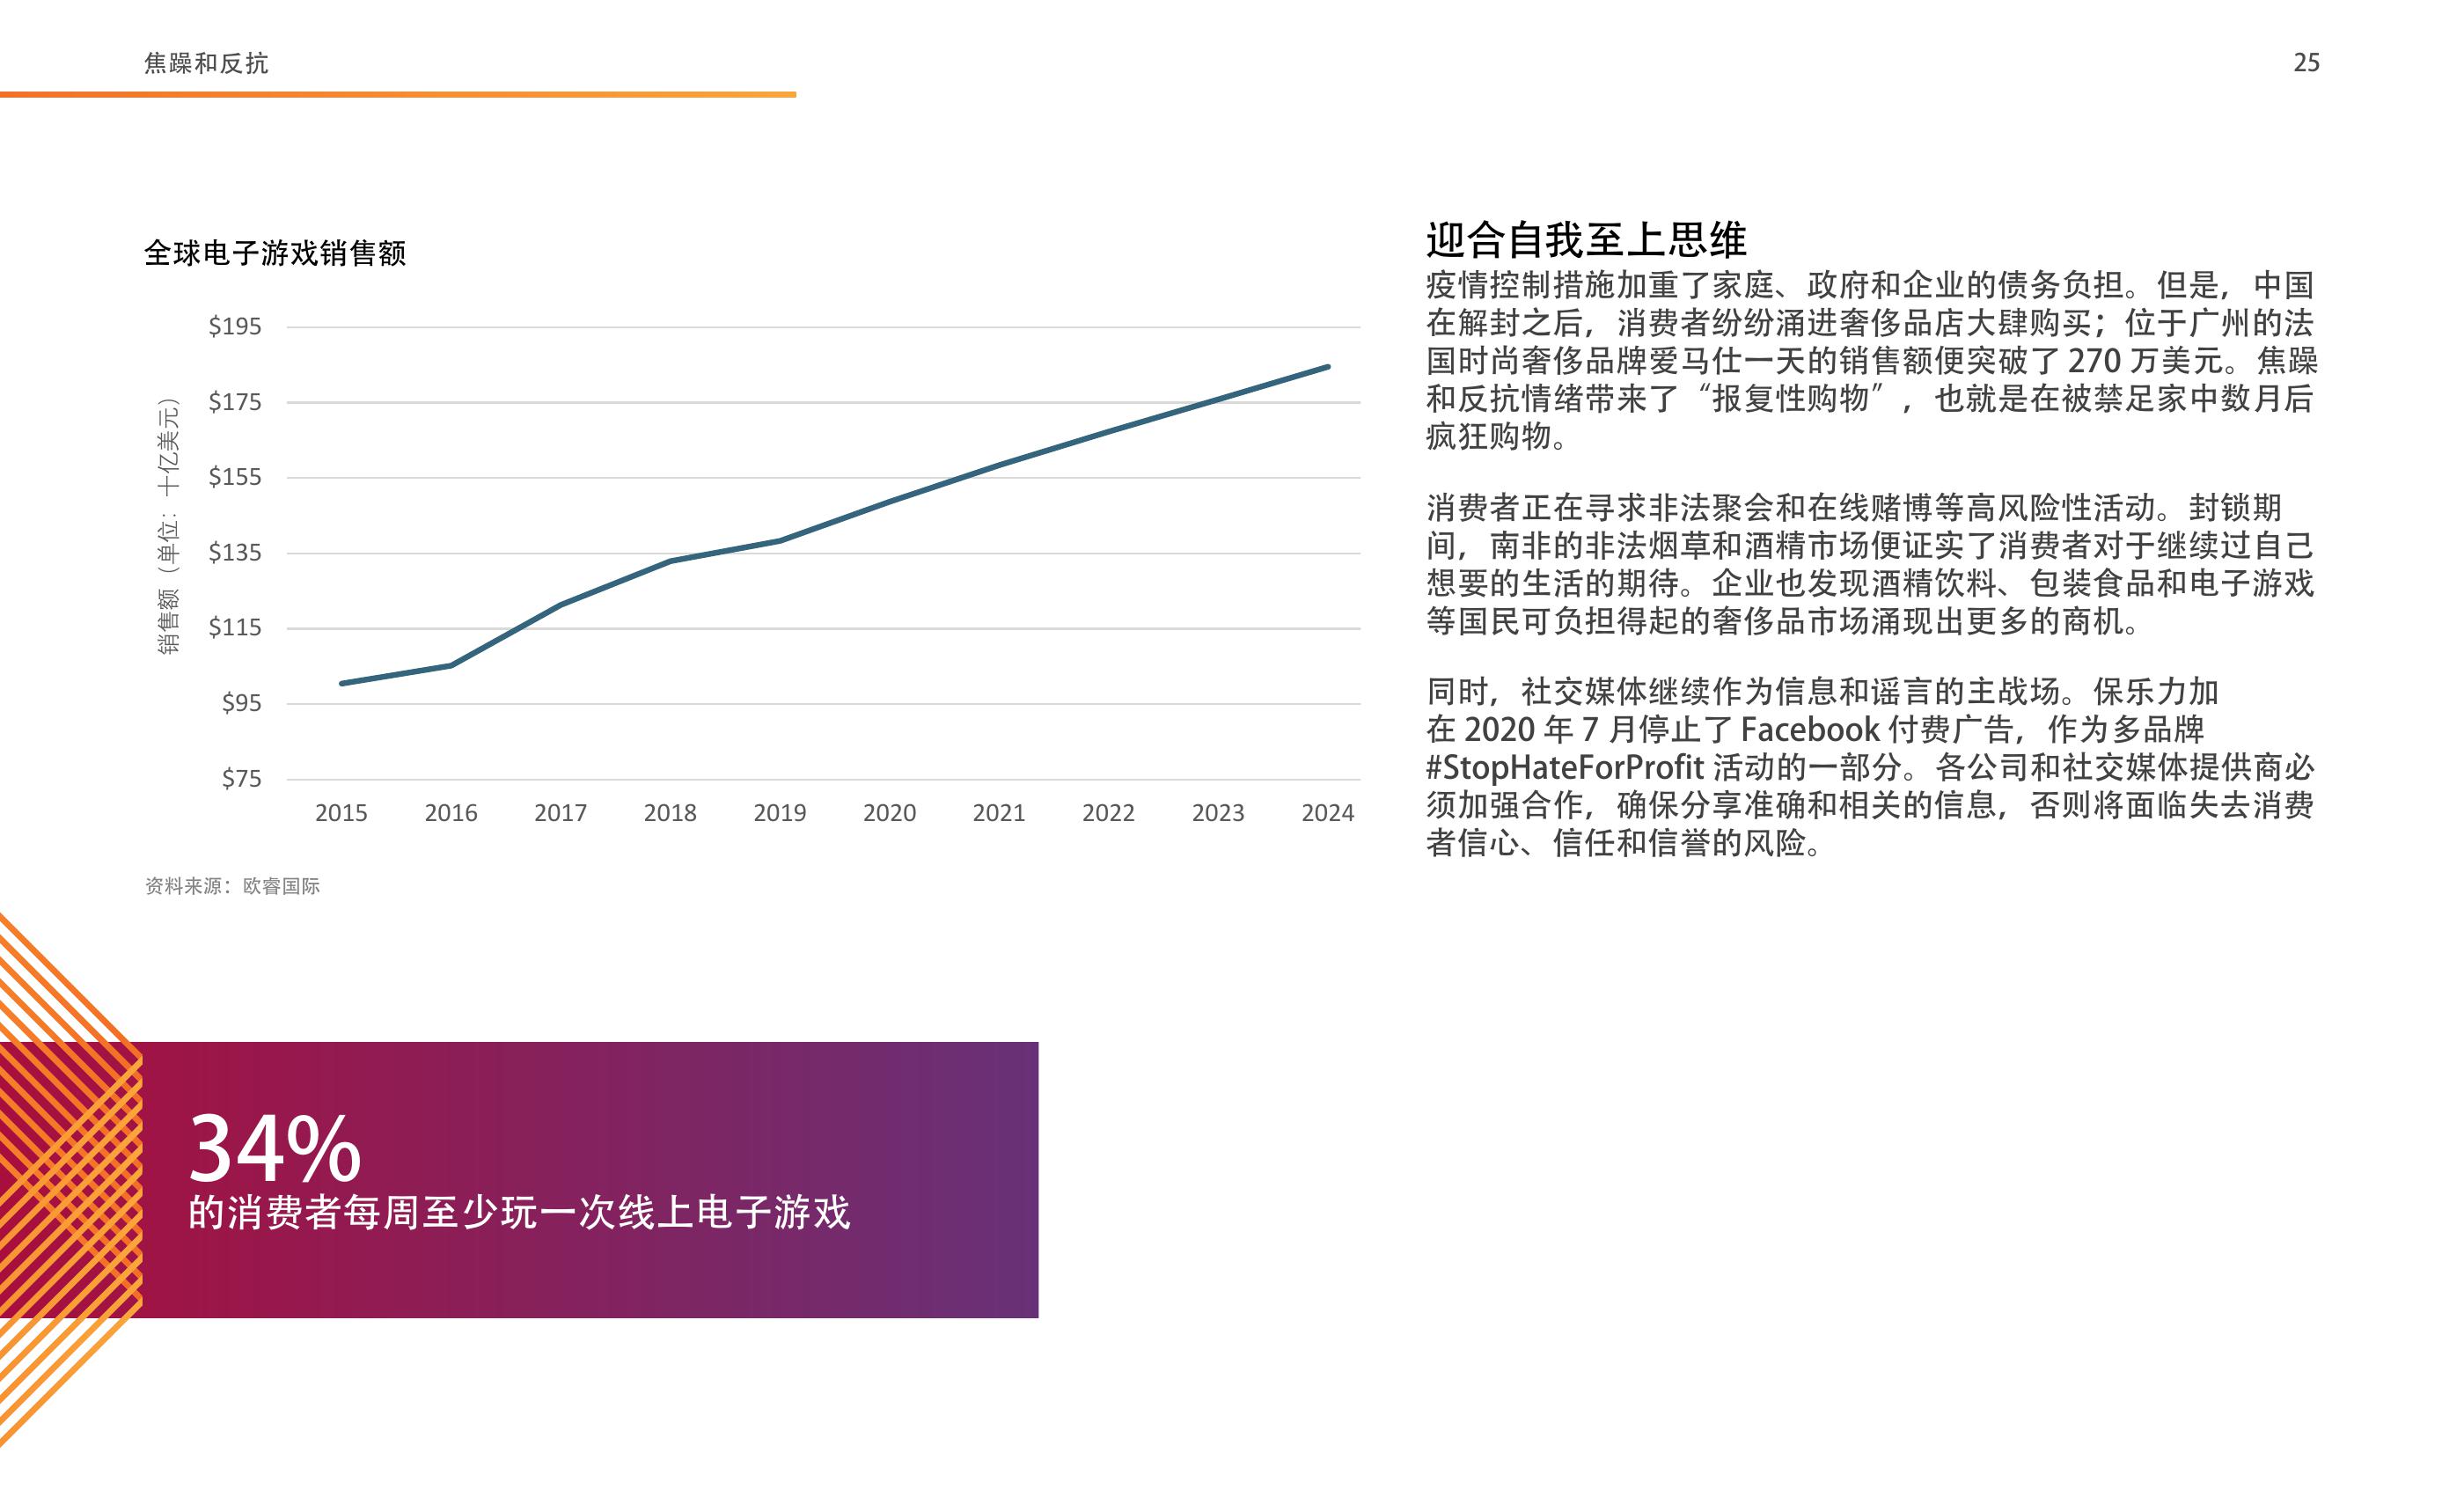 焦躁和反抗
25
全球电子游戏销售额
销售额（单位：十亿美元）
$195
$175
$155
$135
$115
$95
$75
2015 2016 2017 2018 2019 2020 2021 2022 2023 2024
资料来源：欧睿国际
34%
的消费者每周至少玩一次线上电子游戏
迎合自我至上思维
疫情控制措施加重了家庭、政府和企业的债务负担。但是，中国
在解封之后，消费者纷纷涌进奢侈品店大肆购买；位于广州的法
国时尚奢侈品牌爱马仕一天的销售额便突破了 270 万美元。焦躁
和反抗情绪带来了“报复性购物”，也就是在被禁足家中数月后
疯狂购物。
消费者正在寻求非法聚会和在线赌博等高风险性活动。封锁期
间，南非的非法烟草和酒精市场便证实了消费者对于继续过自己
想要的生活的期待。企业也发现酒精饮料、包装食品和电子游戏
等国民可负担得起的奢侈品市场涌现出更多的商机。
同时，社交媒体继续作为信息和谣言的主战场。保乐力加
在 2020 年 7 月停止了 Facebook 付费广告，作为多品牌
#StopHateForProfit 活动的一部分。各公司和社交媒体提供商必
须加强合作，确保分享准确和相关的信息，否则将面临失去消费
者信心、信任和信誉的风险。